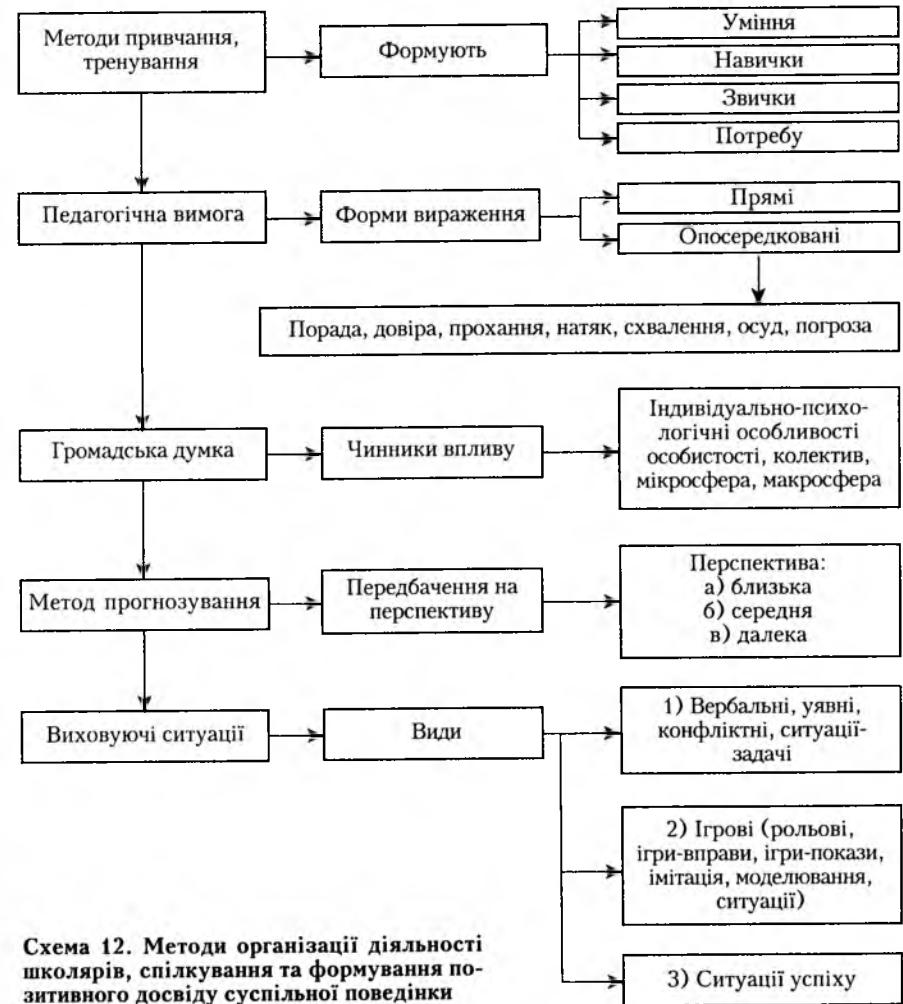 Методи привчання,
тренування
Формують
Уміння
Навички
Звички
Потребу
Педагогічна вимога
Форми вираження
Прямі
Опосередковані
Порада, довіра, прохання, натяк, схвалення, осуд, погроза
Громадська думка
Чинники впливу
Індивідуально-психо-
логічні особливості
особистості, колектив,
мікросфера, макросфера
Метод прогнозування
Передбачення на
перспективу
Перспектива:
а) близька
б) середня
в) далека
Виховуючі ситуації
Види
1) Вербальні, уявні,
конфліктні, ситуації-
задачі
2) Ігрові (рольові,
ігри-вправи, ігри-покази,
імітація, моделювання,
ситуації)
3) Ситуації успіху
Схема 12. Методи організації діяльності
школярів, спілкування та формування по-
зитивного досвіду суспільної поведінки